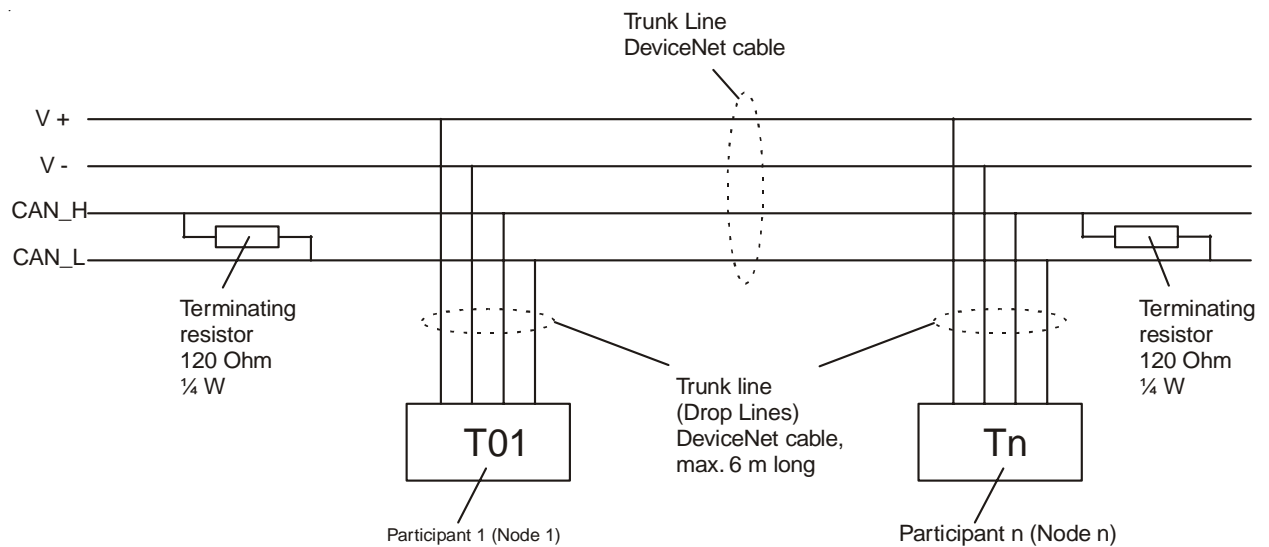 Trunk Line
DeviceNet cable
V +
V -
CAN_H
CAN_L
Terminating
resistor
120 Ohm
¼ W
Trunk line
(Drop Lines)
DeviceNet cable,
max. 6 m long
Terminating
resistor
120 Ohm
¼ W
T01
Tn
Participant 1 (Node 1)
Participant n (Node n)